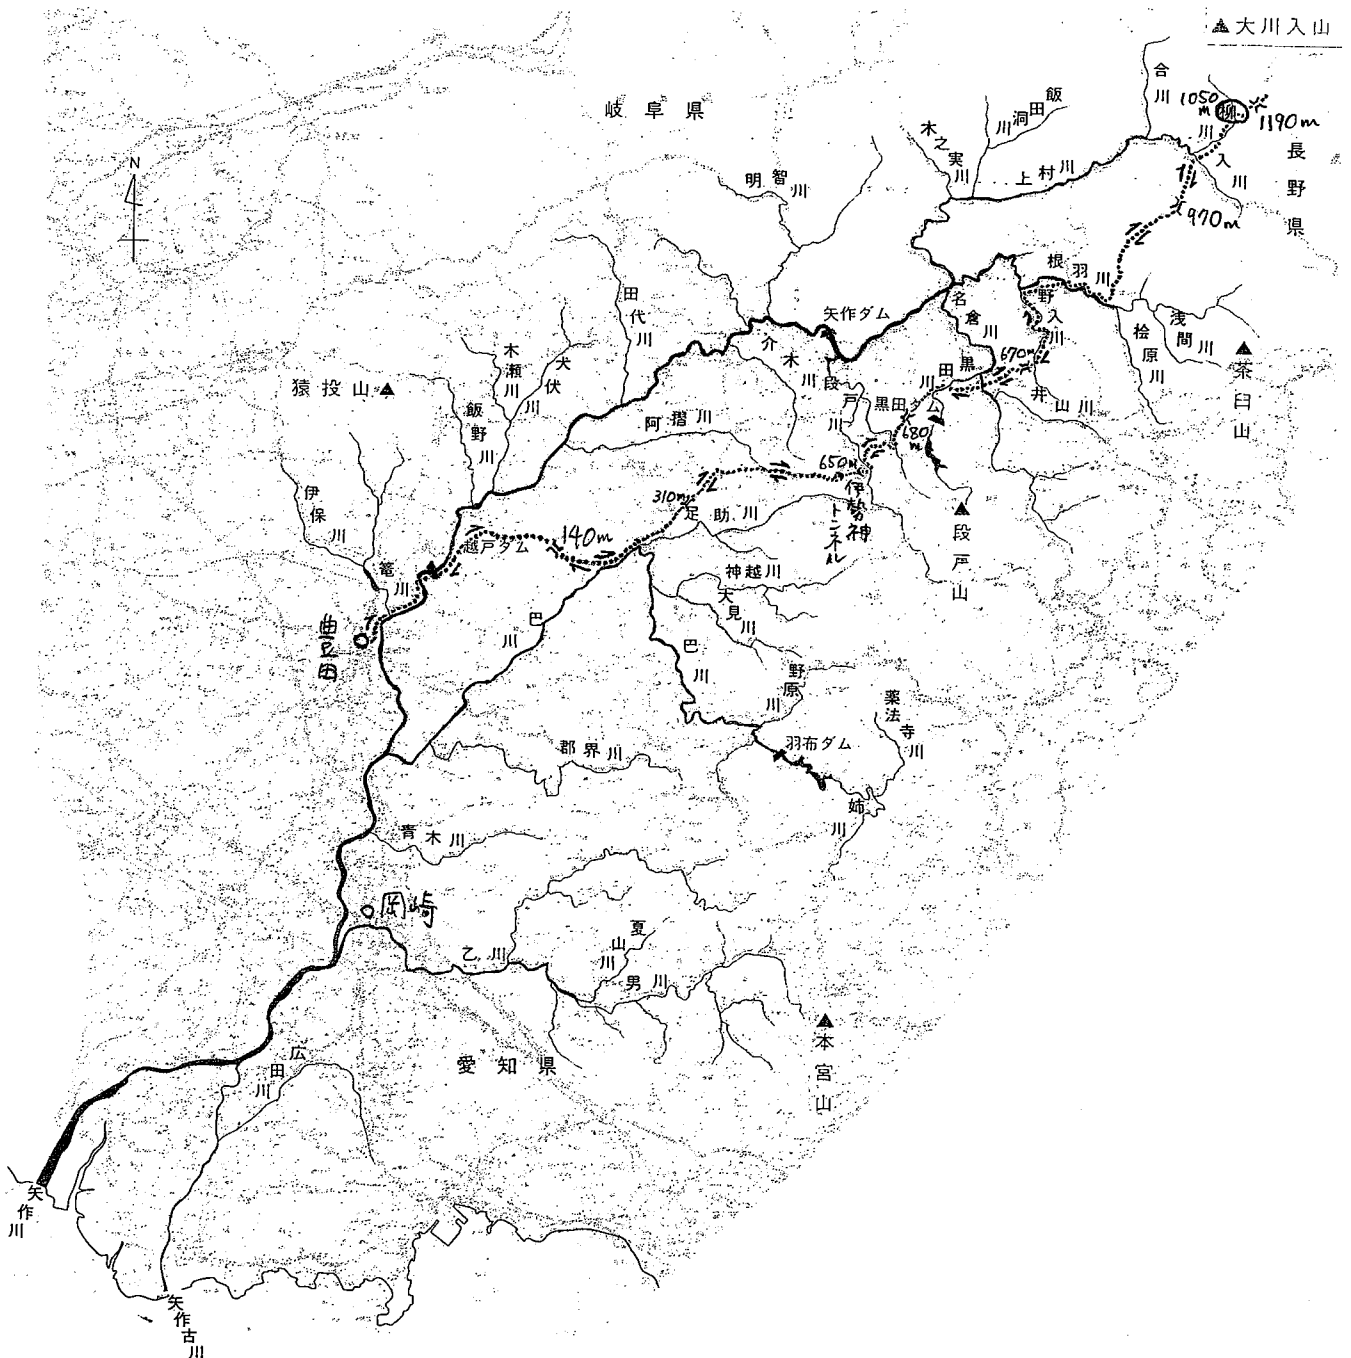 大川入山
岐阜県
合川
1050m
柳川
1190m
入川
長野県
飯田洞川
木之実川
上村川
明智川
970m
N
根羽川
野入川
名倉川
矢作ダム
田代川
介木川
木瀬川
犬伏川
猿投山
飯野川
段戸川
黒田川
黒田ダム
670m
井山川
桧原川
浅間川
茶臼山
阿摺川
680m
650m
伊勢神トンネル
310m
足助川
段戸山
伊保川
籠川
越戸ダム
140m
神越川
大見川
豊田
巴川
巴川
野原川
薬法寺川
郡界川
羽布ダム
姉川
青木川
岡崎
乙川
夏山川
男川
本宮山
広田川
愛知県
矢作川
矢作古川